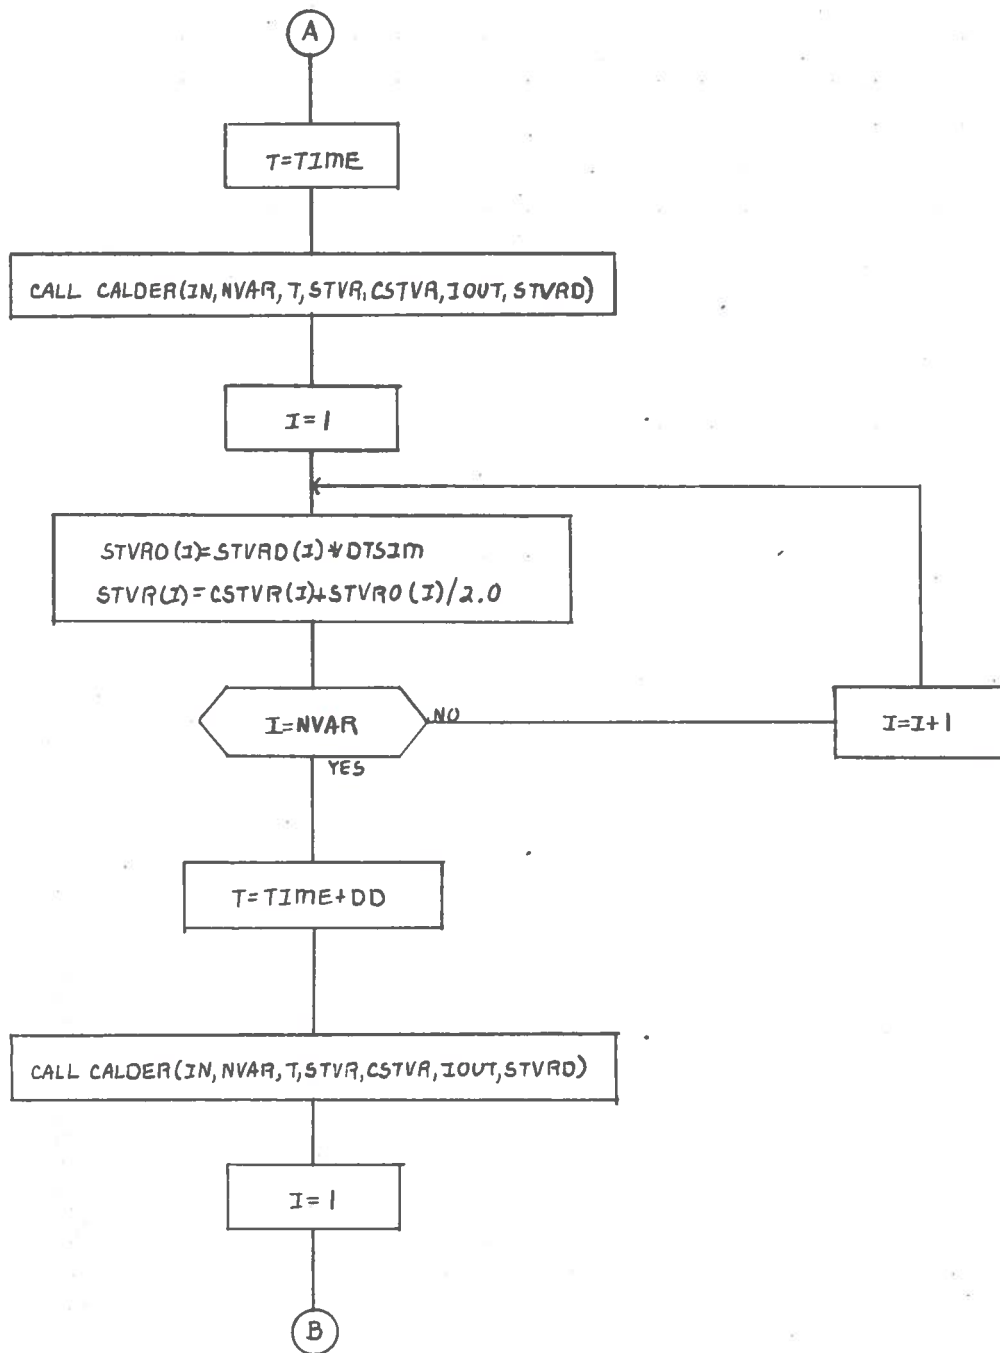 A
T=TIME
CALL CALDER(IN,NVAR,T,STVR,CSTVR,IOUT,STVRD)
I=1
STVRO(I)=STVRD(I)*DTSIM
STVR(I)=CSTVR(I)+STVRO(I)/2.0
I=NVAR
NO
I=I+1
YES
T=TIME+DD
CALL CALDER(IN,NVAR,T,STVR,CSTVR,IOUT,STVRD)
I=1
B